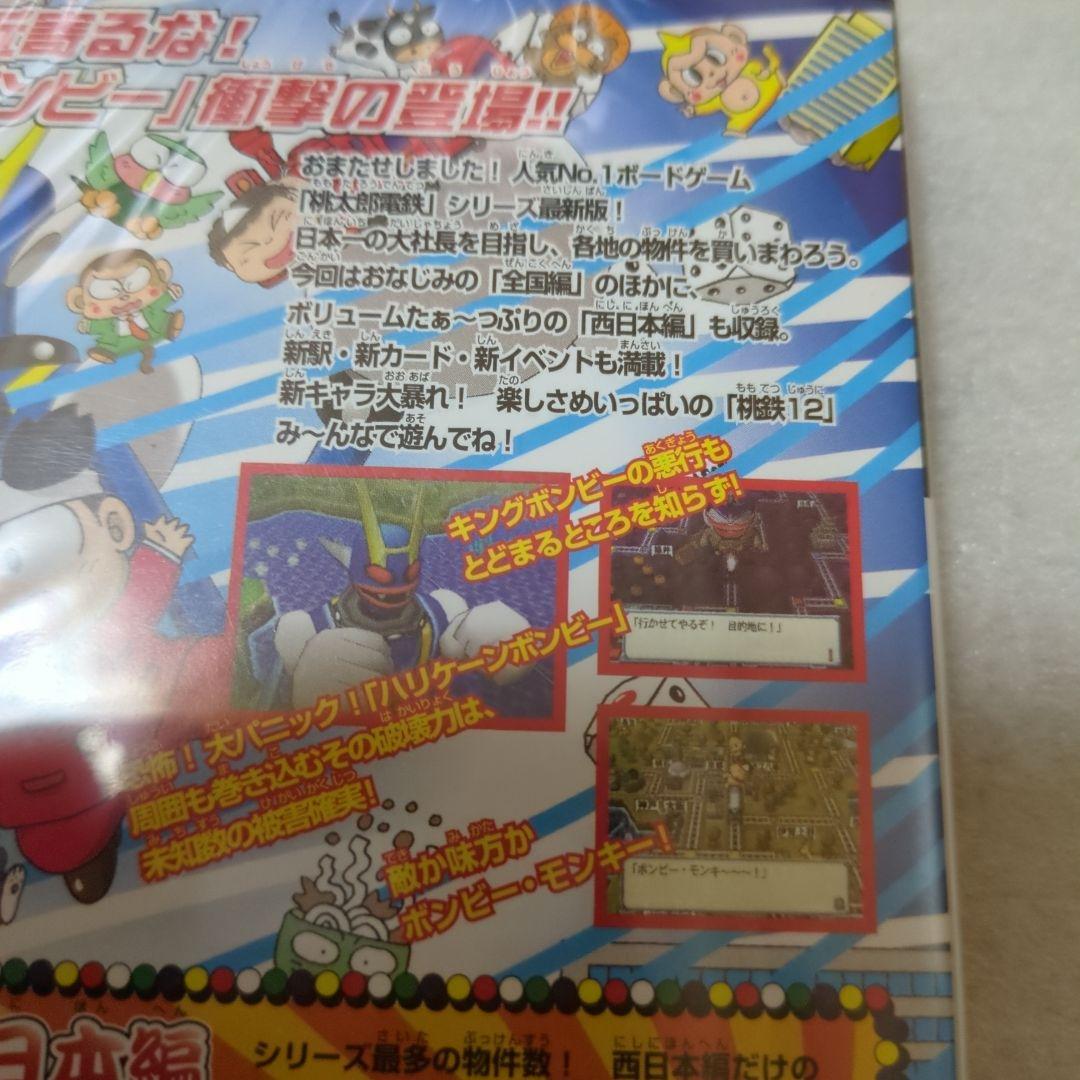 寄るな!
ンビー」衝撃の登場!!
おまたせしました! 人気No.1ボードゲーム
「桃太郎電鉄」シリーズ最新版!
日本一の大社長を目指し、各地の物件を買いまわろう。
今回はおなじみの「全国編」のほかに、
ボリュームたぁ〜っぷりの「西日本編」も収録。
新駅・新カード・新イベントも満載!
新キャラ大暴れ! 楽しさめいっぱいの「桃鉄12」
み〜んなで遊んでね!
キングボンビーの悪行も
とどまるところを知らず!
「行かせてやるぞ! 目的地に!」
恐怖!大パニック!「ハリケーンボンビー」
周囲も巻き込むその破壊力は、
未知数の被害確実!
敵か味方か
ボンビー・モンキー!
「ボンビー・モンキ〜〜〜!」
日本編
シリーズ最多の物件数! 西日本編だけの